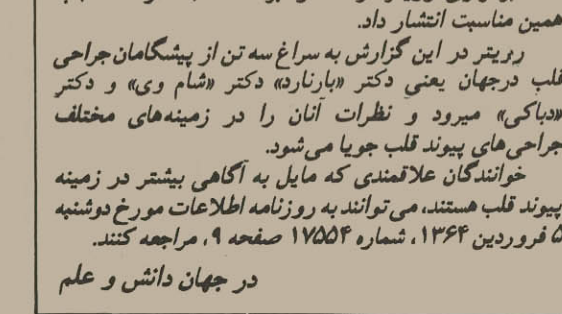 همین مناسبت انتشار داد.
رریتر در این گزارش به سراغ سه تن از پیشگامان جراحی
قلب درجهان یعنی دکتر «بارنارد» دکتر «شام وی» و دکتر
«دباکی» میرود و نظرات آنان را در زمینه‌های مختلف
جراحی‌های پیوند قلب جویا می‌شود.
خوانندگان علاقمندی که مایل به آگاهی بیشتر در زمینه
پیوند قلب هستند، می‌توانند به روزنامه اطلاعات مورخ دوشنبه
۵ فروردین ۱۳۶۴، شماره ۱۷۵۵۴ صفحه ۹، مراجعه کنند.
در جهان دانش و علم